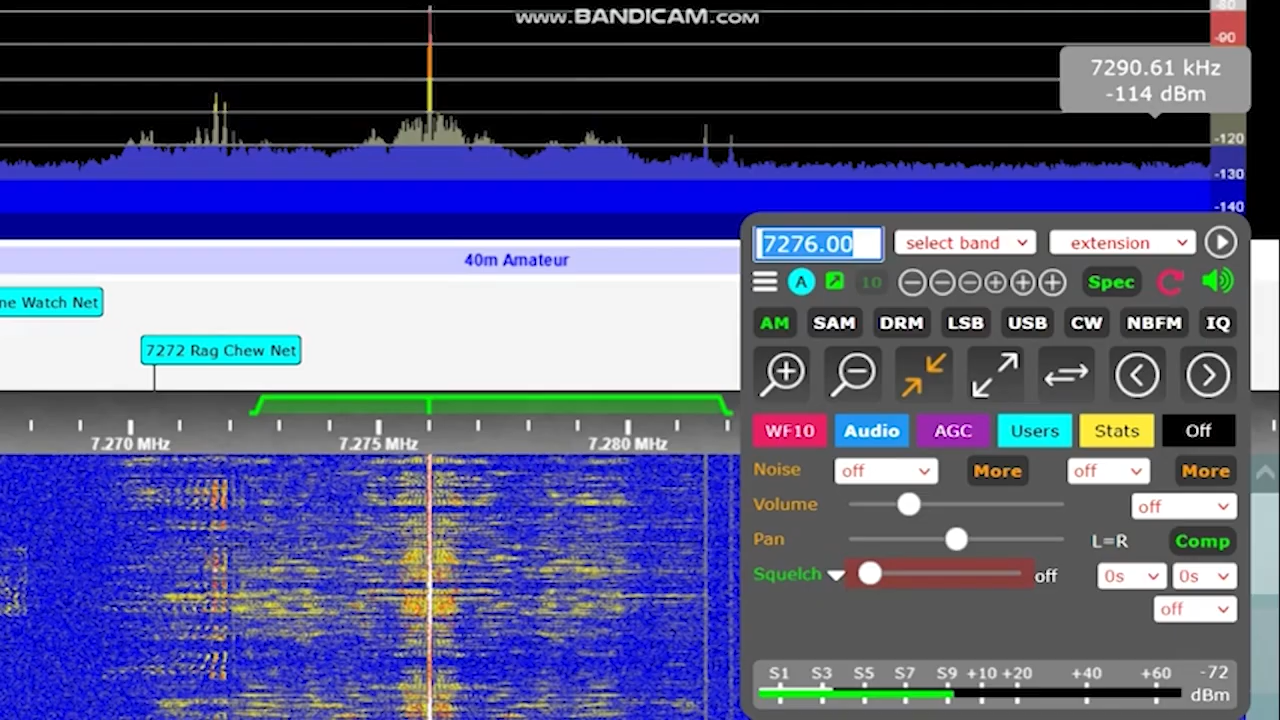 www.BANDICAM.com
-80
-90
7290.61 kHz
-114 dBm
-120
-130
-140
7276.00
select band
extension
40m Amateur
A
10
Spec
ne Watch Net
AM
SAM
DRM
LSB
USB
CW
NBFM
IQ
7272 Rag Chew Net
7.270 MHz
7.275 MHz
7.280 MHz
WF10
Audio
AGC
Users
Stats
Off
Noise
off
More
off
More
Volume
off
Pan
L=R
Comp
Squelch
off
0s
0s
off
S1
S3
S5
S7
S9
+10
+20
+40
+60
-72
dBm